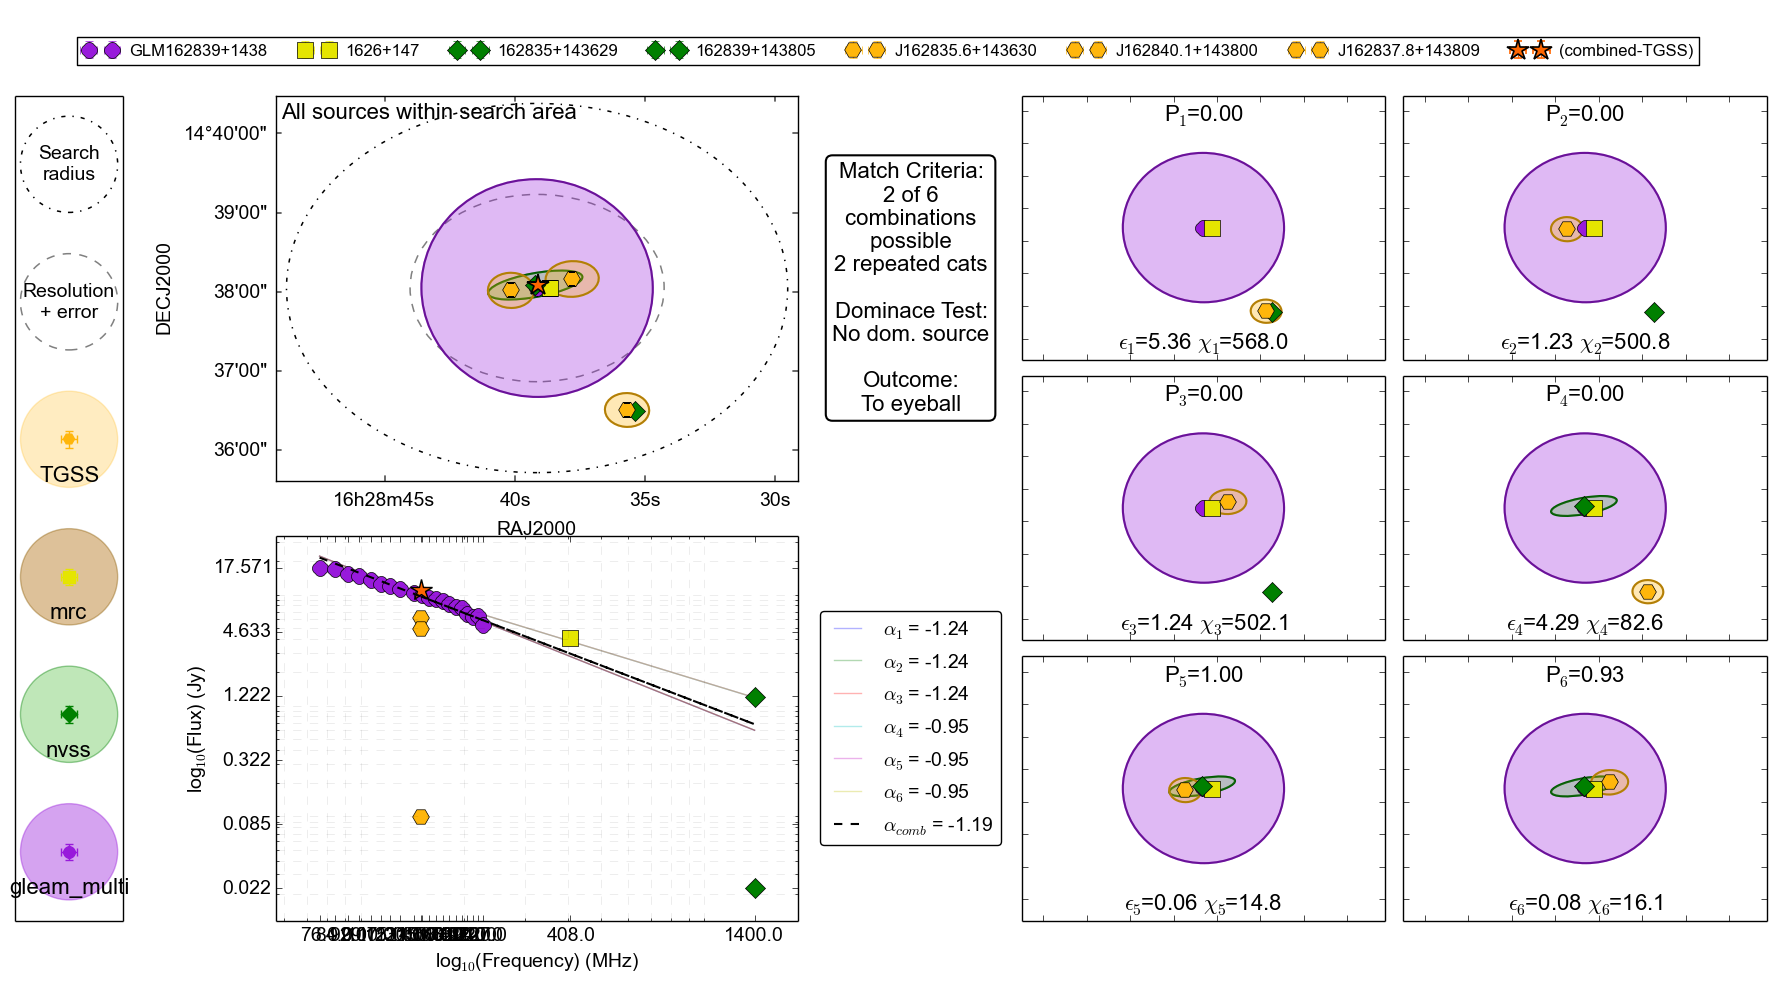 GLM162839+1438
1626+147
162835+143629
162839+143805
J162835.6+143630
J162840.1+143800
J162837.8+143809
(combined-TGSS)
Search
radius
Resolution
+ error
TGSS
mrc
nvss
gleam_multi
All sources within search area
DECJ2000
14°40'00"
39'00"
38'00"
37'00"
36'00"
16h28m45s
40s
35s
30s
RAJ2000
log10(Flux) (Jy)
17.571
4.633
1.222
0.322
0.085
0.022
408.0
1400.0
log10(Frequency) (MHz)
Match Criteria:
2 of 6
combinations
possible
2 repeated cats
Dominace Test:
No dom. source
Outcome:
To eyeball
α1 = -1.24
α2 = -1.24
α3 = -1.24
α4 = -0.95
α5 = -0.95
α6 = -0.95
αcomb = -1.19
P1=0.00
ϵ1=5.36 χ1=568.0
P2=0.00
ϵ2=1.23 χ2=500.8
P3=0.00
ϵ3=1.24 χ3=502.1
P4=0.00
ϵ4=4.29 χ4=82.6
P5=1.00
ϵ5=0.06 χ5=14.8
P6=0.93
ϵ6=0.08 χ6=16.1